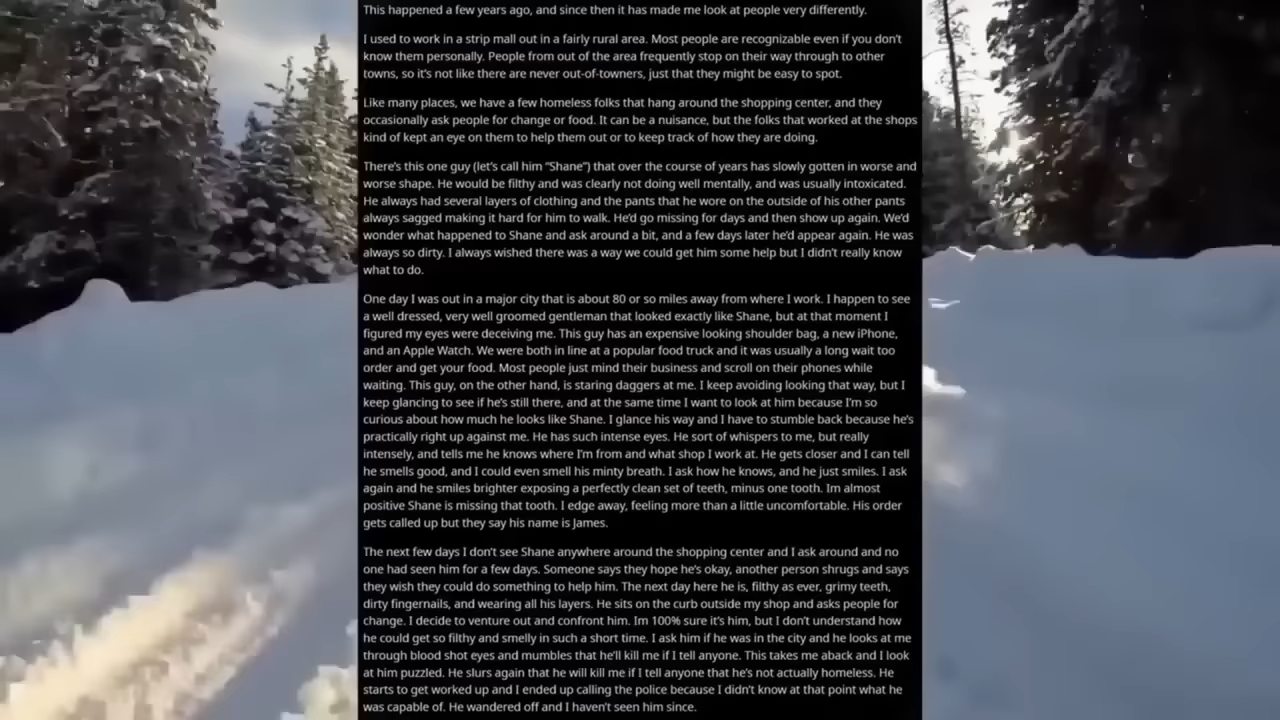 This happened a few years ago, and since then it has made me look at people very differently.
I used to work in a strip mall out in a fairly rural area. Most people are recognizable even if you don't
know them personally. People from out of the area frequently stop on their way through to other
towns, so it's not like there are never out-of-towners, just that they might be easy to spot.
Like many places, we have a few homeless folks that hang around the shopping center, and they
occasionally ask people for change or food. It can be a nuisance, but the folks that worked at the shops
kind of kept an eye on them to help them out or to keep track of how they are doing.
There's this one guy (let's call him "Shane") that over the course of years has slowly gotten in worse and
worse shape. He would be filthy and was clearly not doing well mentally, and was usually intoxicated.
He always had several layers of clothing and the pants that he wore on the outside of his other pants
always sagged making it hard for him to walk. He'd go missing for days and then show up again. We'd
wonder what happened to Shane and ask around a bit, and a few days later he'd appear again. He was
always so dirty. I always wished there was a way we could get him some help but I didn't really know
what to do.
One day I was out in a major city that is about 80 or so miles away from where I work. I happen to see
a well dressed, very well groomed gentleman that looked exactly like Shane, but at that moment I
figured my eyes were deceiving me. This guy has an expensive looking shoulder bag, a new iPhone,
and an Apple Watch. We were both in line at a popular food truck and it was usually a long wait too
order and get your food. Most people just mind their business and scroll on their phones while
waiting. This guy, on the other hand, is staring daggers at me. I keep avoiding looking that way, but I
keep glancing to see if he's still there, and at the same time I want to look at him because I'm so
curious about how much he looks like Shane. I glance his way and I have to stumble back because he's
practically right up against me. He has such intense eyes. He sort of whispers to me, but really
intensely, and tells me he knows where I'm from and what shop I work at. He gets closer and I can tell
he smells good, and I could even smell his minty breath. I ask how he knows, and he just smiles. I ask
again and he smiles brighter exposing a perfectly clean set of teeth, minus one tooth. Im almost
positive Shane is missing that tooth. I edge away, feeling more than a little uncomfortable. His order
gets called up but they say his name is James.
The next few days I don't see Shane anywhere around the shopping center and I ask around and no
one had seen him for a few days. Someone says they hope he's okay, another person shrugs and says
they wish they could do something to help him. The next day here he is, filthy as ever, grimy teeth,
dirty fingernails, and wearing all his layers. He sits on the curb outside my shop and asks people for
change. I decide to venture out and confront him. Im 100% sure it's him, but I don't understand how
he could get so filthy and smelly in such a short time. I ask him if he was in the city and he looks at me
through blood shot eyes and mumbles that he'll kill me if I tell anyone. This takes me aback and I look
at him puzzled. He slurs again that he will kill me if I tell anyone that he's not actually homeless. He
starts to get worked up and I ended up calling the police because I didn't know at that point what he
was capable of. He wandered off and I haven't seen him since.